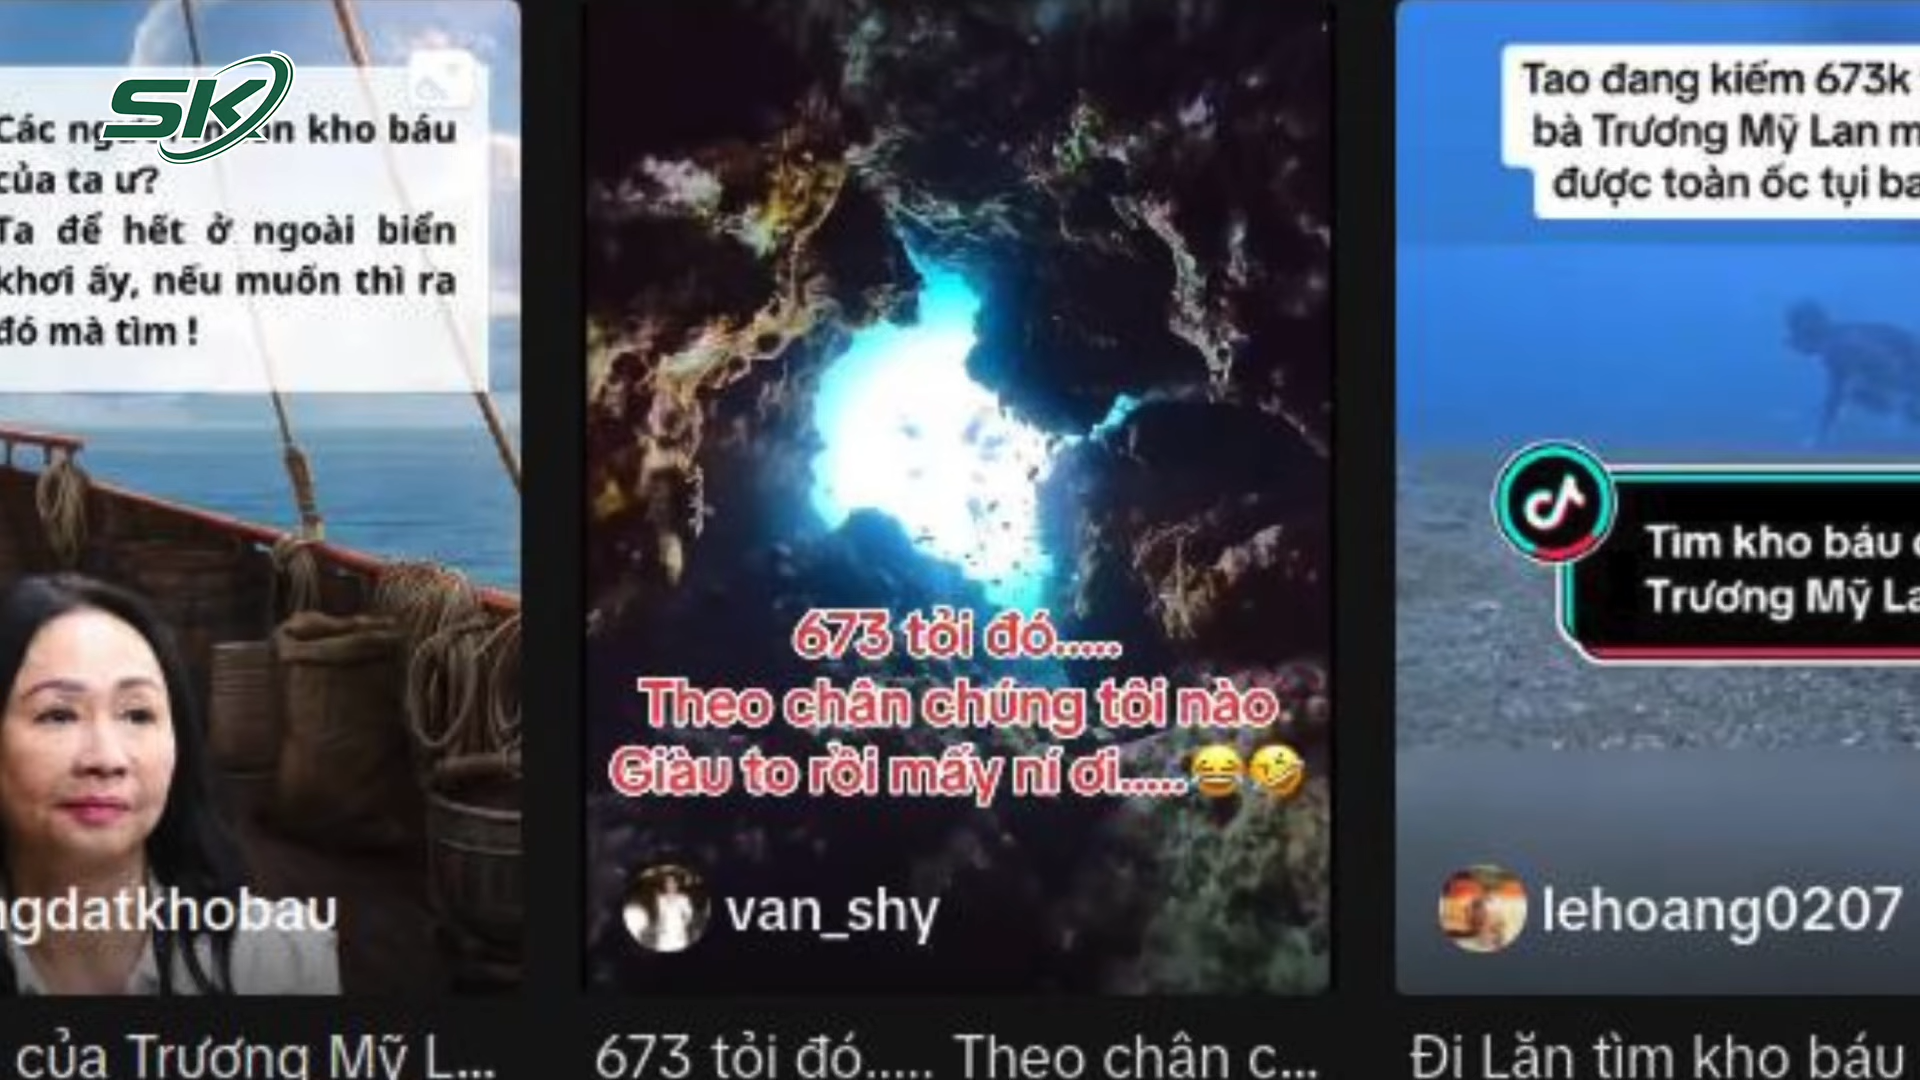 SK
Các kho báu
của ta ư?
Ta để hết ở ngoài biển
khơi ấy, nếu muốn thì ra
đó mà tìm !
ngdatkhobau
của Trương Mỹ L...
673 tỏi đó.....
Theo chân chúng tôi nào
Giàu to rồi mấy ní ơi.....😂🤣
van_shy
673 tỏi đó..... Theo chân c...
Tao đang kiếm 673k
bà Trương Mỹ Lan m
được toàn ốc tụi ba
Tìm kho báu
Trương Mỹ La
lehoang0207
Đi Lặn tìm kho báu